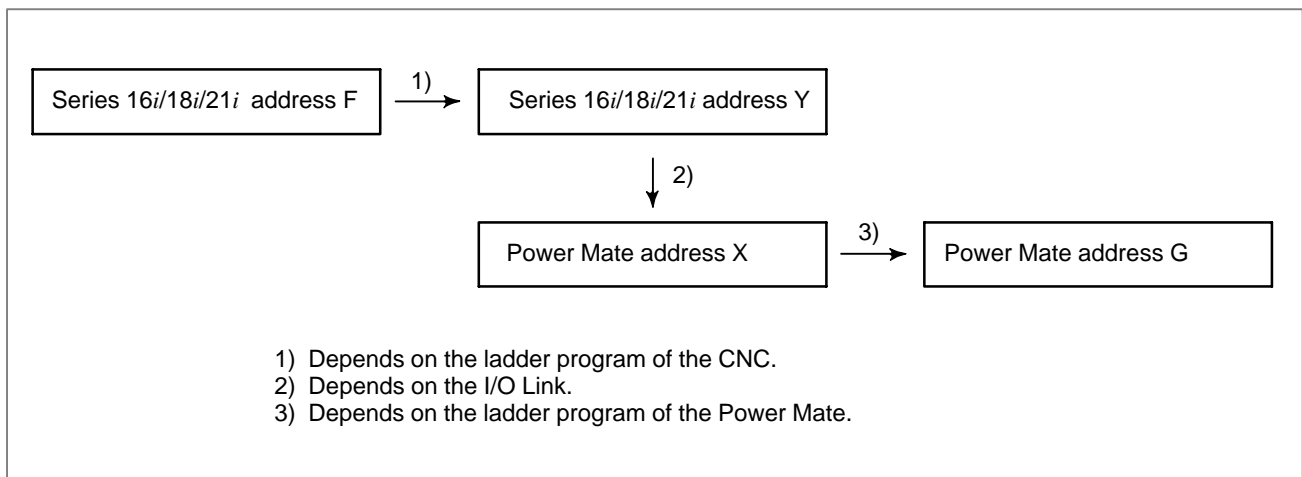 Series 16i/18i/21i address F
1)
Series 16i/18i/21i address Y
2)
Power Mate address X
3)
Power Mate address G
1) Depends on the ladder program of the CNC.
2) Depends on the I/O Link.
3) Depends on the ladder program of the Power Mate.